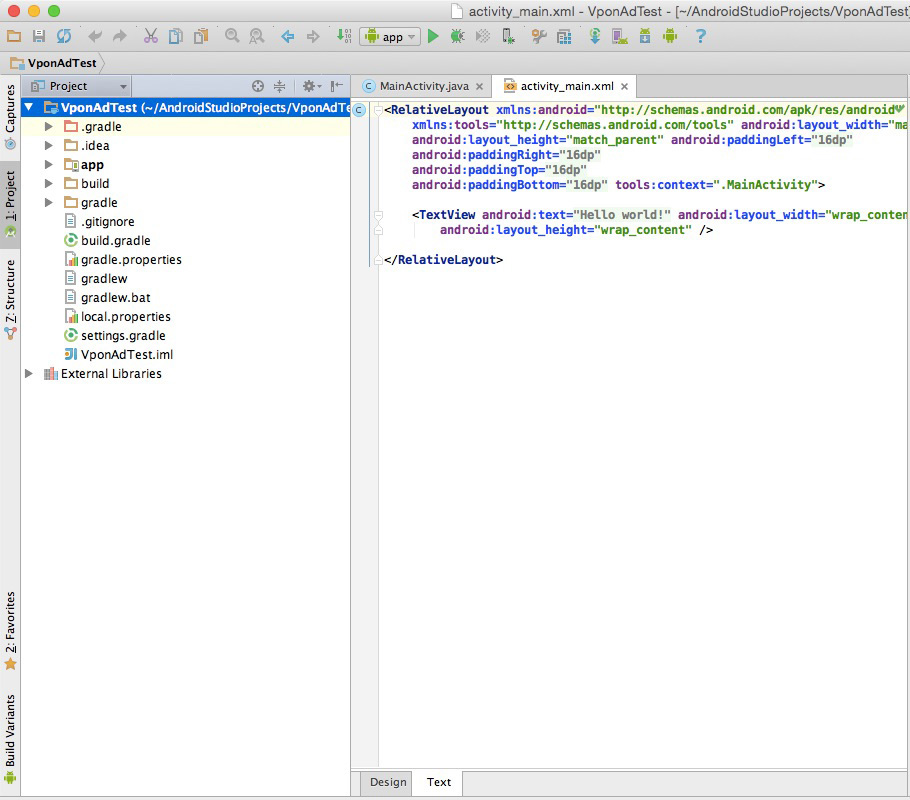 activity_main.xml - VponAdTest - [~/AndroidStudioProjects/VponAdTest]
app
?
VponAdTest
Captures
1: Project
Z: Structure
2: Favorites
Build Variants
Project
VponAdTest (~/AndroidStudioProjects/VponAdTe
.gradle
.idea
app
build
gradle
.gitignore
build.gradle
gradle.properties
gradlew
gradlew.bat
local.properties
settings.gradle
VponAdTest.iml
External Libraries
MainActivity.java
activity_main.xml
<RelativeLayout xmlns:android="http://schemas.android.com/apk/res/android"
xmlns:tools="http://schemas.android.com/tools" android:layout_width="ma
android:layout_height="match_parent" android:paddingLeft="16dp"
android:paddingRight="16dp"
android:paddingTop="16dp"
android:paddingBottom="16dp" tools:context=".MainActivity">
<TextView android:text="Hello world!" android:layout_width="wrap_conten
android:layout_height="wrap_content" />
</RelativeLayout>
Design
Text